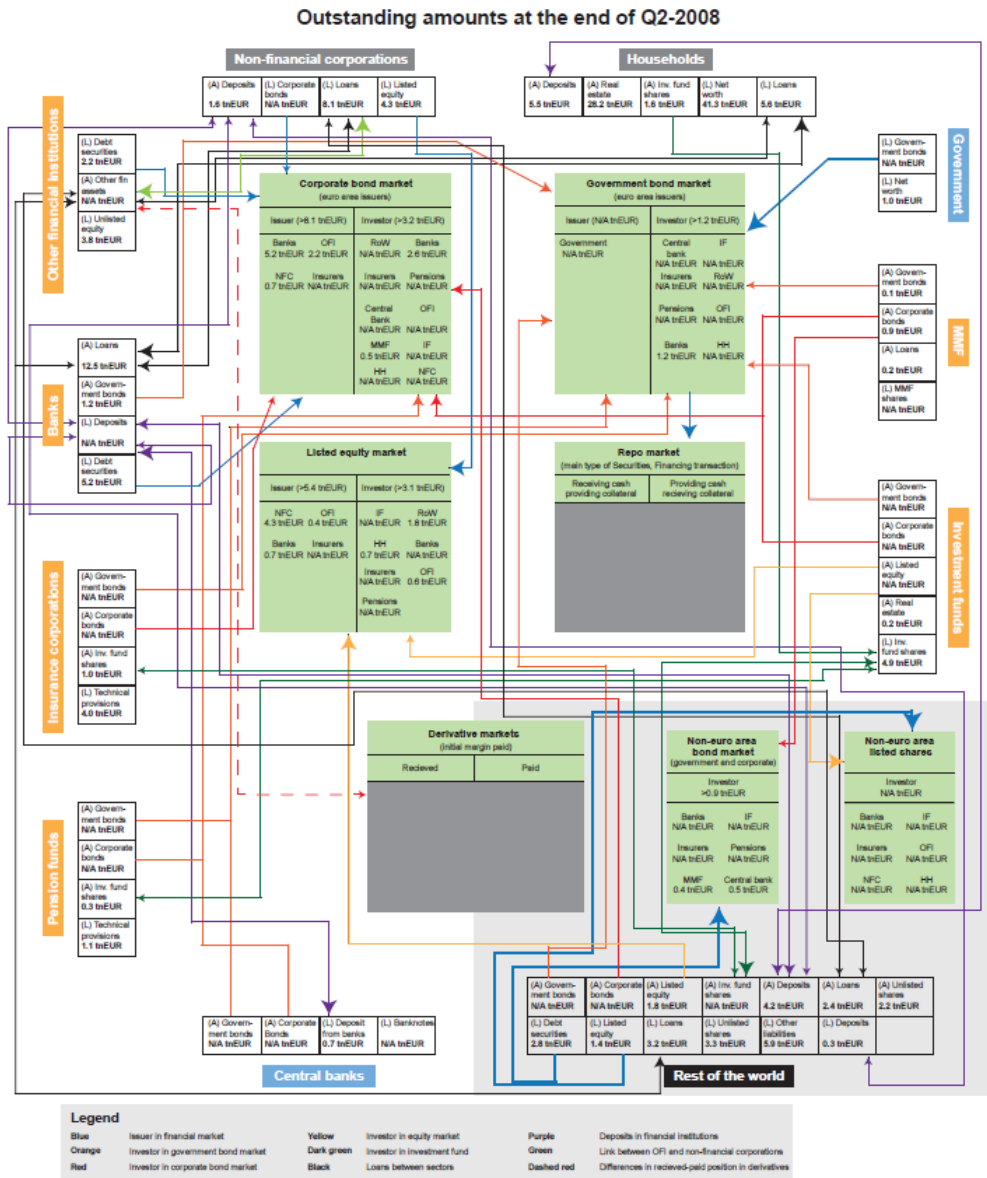 Outstanding amounts at the end of Q2-2008
Non-financial corporations
(A) Deposits
1.6 tnEUR
(L) Corporate
bonds
N/A tnEUR
(L) Loans
8.1 tnEUR
(L) Listed
equity
4.3 tnEUR
Households
(A) Deposits
5.5 tnEUR
(A) Real
estate
28.2 tnEUR
(A) Inv. fund
shares
1.6 tnEUR
(L) Net
worth
41.3 tnEUR
(L) Loans
5.6 tnEUR
Other financial institutions
(L) Debt
securities
2.2 tnEUR
(A) Other fin
assets
N/A tnEUR
(L) Unlisted
equity
3.8 tnEUR
Corporate bond market
(euro area issuers)
Issuer (>8.1 tnEUR)
Investor (>3.2 tnEUR)
Banks OFI
5.2 tnEUR 2.2 tnEUR
NFC Insurers
0.7 tnEUR N/A tnEUR
RoW Banks
N/A tnEUR 2.6 tnEUR
Insurers Pensions
N/A tnEUR N/A tnEUR
Central
Bank OFI
N/A tnEUR N/A tnEUR
MMF IF
0.5 tnEUR N/A tnEUR
HH NFC
N/A tnEUR N/A tnEUR
Government bond market
(euro area issuers)
Issuer (N/A tnEUR)
Investor (>1.2 tnEUR)
Government
N/A tnEUR
Central IF
bank
N/A tnEUR N/A tnEUR
Insurers RoW
N/A tnEUR N/A tnEUR
Pensions OFI
N/A tnEUR N/A tnEUR
Banks HH
1.2 tnEUR N/A tnEUR
Government
(L) Govern-
ment bonds
N/A tnEUR
(L) Net
worth
1.0 tnEUR
MMF
(A) Govern-
ment bonds
0.1 tnEUR
(A) Corporate
bonds
0.9 tnEUR
(A) Loans
0.2 tnEUR
(L) MMF
shares
N/A tnEUR
Banks
(A) Loans
12.5 tnEUR
(A) Govern-
ment bonds
1.2 tnEUR
(L) Deposits
N/A tnEUR
(L) Debt
securities
5.2 tnEUR
Listed equity market
Issuer (>5.4 tnEUR)
Investor (>3.1 tnEUR)
NFC OFI
4.3 tnEUR 0.4 tnEUR
Banks Insurers
0.7 tnEUR N/A tnEUR
IF RoW
N/A tnEUR 1.8 tnEUR
HH Banks
0.7 tnEUR N/A tnEUR
Insurers OFI
N/A tnEUR 0.6 tnEUR
Pensions
N/A tnEUR
Repo market
(main type of Securities, Financing transaction)
Receiving cash
providing collateral
Providing cash
recieving collateral
Investment funds
(A) Govern-
ment bonds
N/A tnEUR
(A) Corporate
bonds
N/A tnEUR
(A) Listed
equity
N/A tnEUR
(A) Real
estate
0.2 tnEUR
(L) Inv.
fund shares
4.9 tnEUR
Insurance corporations
(A) Govern-
ment bonds
N/A tnEUR
(A) Corporate
bonds
N/A tnEUR
(A) Inv. fund
shares
1.0 tnEUR
(L) Technical
provisions
4.0 tnEUR
Derivative markets
(initial margin paid)
Recieved
Paid
Non-euro area
bond market
(government and corporate)
Investor
>0.9 tnEUR
Banks IF
N/A tnEUR N/A tnEUR
Insurers Pensions
N/A tnEUR N/A tnEUR
MMF Central bank
0.4 tnEUR 0.5 tnEUR
Non-euro area
listed shares
Investor
N/A tnEUR
Banks IF
N/A tnEUR N/A tnEUR
Insurers OFI
N/A tnEUR N/A tnEUR
NFC HH
N/A tnEUR N/A tnEUR
Pension funds
(A) Govern-
ment bonds
N/A tnEUR
(A) Corporate
bonds
N/A tnEUR
(A) Inv. fund
shares
0.3 tnEUR
(L) Technical
provisions
1.1 tnEUR
(A) Govern-
ment bonds
N/A tnEUR
(A) Corporate
Bonds
N/A tnEUR
(L) Deposit
from banks
0.7 tnEUR
(L) Banknotes
N/A tnEUR
Central banks
(A) Govern-
ment bonds
N/A tnEUR
(A) Corporate
bonds
N/A tnEUR
(A) Listed
equity
1.8 tnEUR
(A) Inv. fund
shares
N/A tnEUR
(A) Deposits
4.2 tnEUR
(A) Loans
2.4 tnEUR
(A) Unlisted
shares
2.2 tnEUR
(L) Debt
securities
2.8 tnEUR
(L) Listed
equity
1.4 tnEUR
(L) Loans
3.2 tnEUR
(L) Unlisted
shares
3.3 tnEUR
(L) Other
liabilities
5.9 tnEUR
(L) Deposits
0.3 tnEUR
Rest of the world
Legend
Blue Issuer in financial market
Orange Investor in government bond market
Red Investor in corporate bond market
Yellow Investor in equity market
Dark green Investor in investment fund
Black Loans between sectors
Purple Deposits in financial institutions
Green Link between OFI and non-financial corporations
Dashed red Differences in recieved-paid position in derivatives